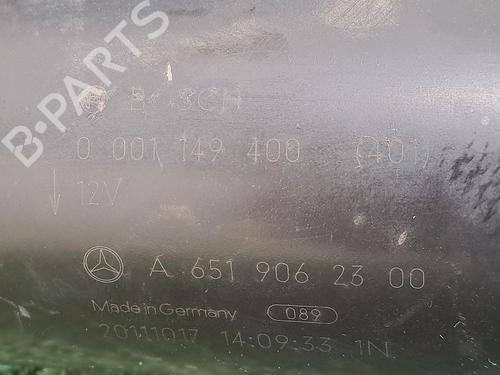 B-PARTS
BOSCH
0 001 149 400 (401)
12V
A 651 906 23 00
Made in Germany 089
20111017 14:09:33 1N